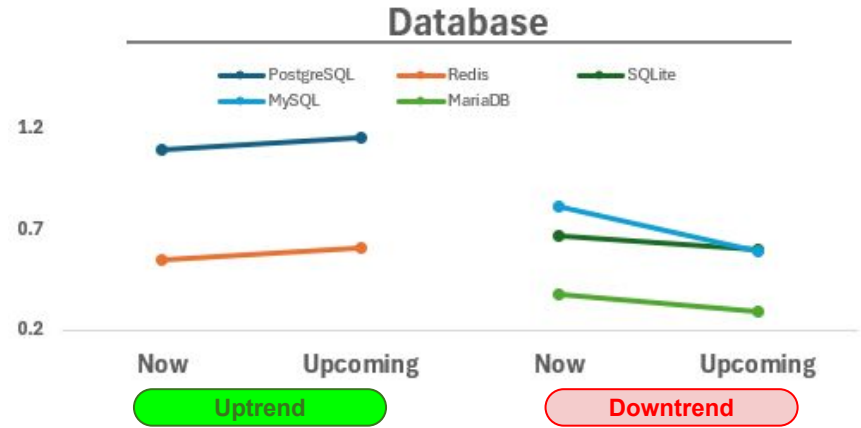 Database
PostgreSQL Redis SQLite
MySQL MariaDB
1.2
0.7
0.2
Now Upcoming Now Upcoming
Uptrend Downtrend